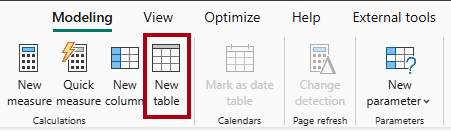 Modeling View Optimize Help External tools
New measure
Quick measure
New column
New table
Mark as date table
Change detection
New parameter
Calculations
Calendars
Page refresh
Parameters